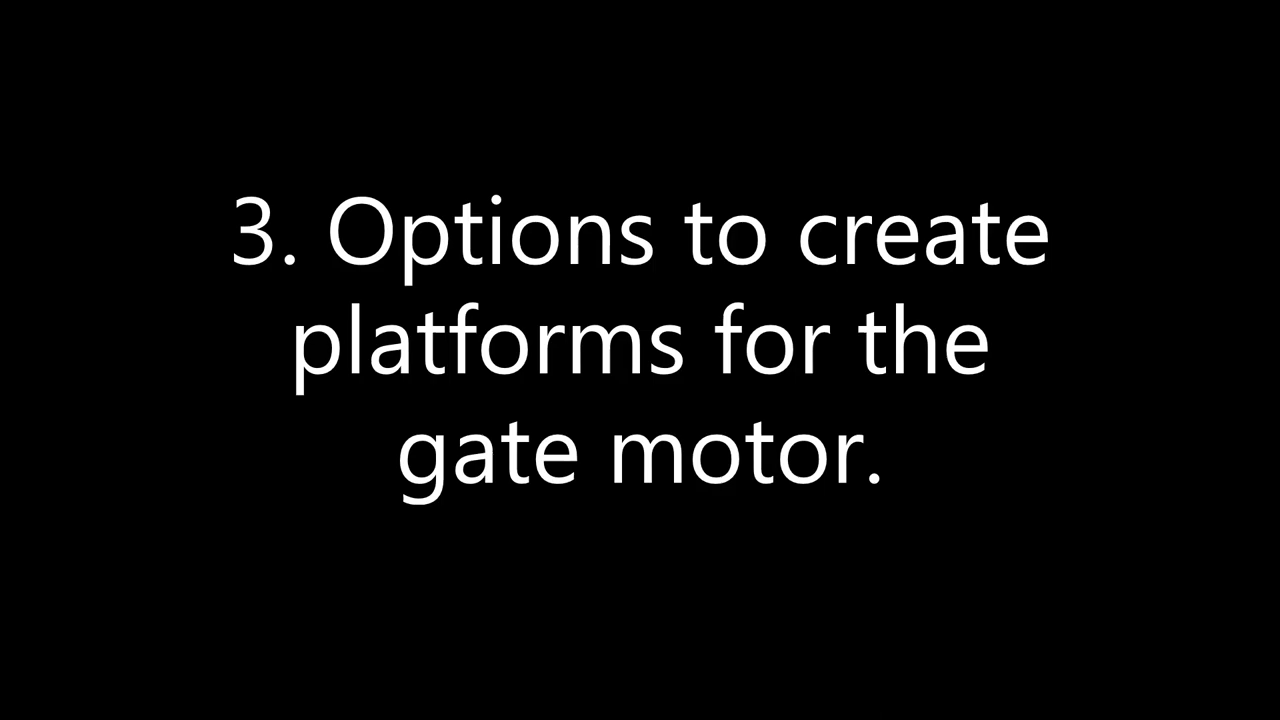 3. Options to create
platforms for the
gate motor.